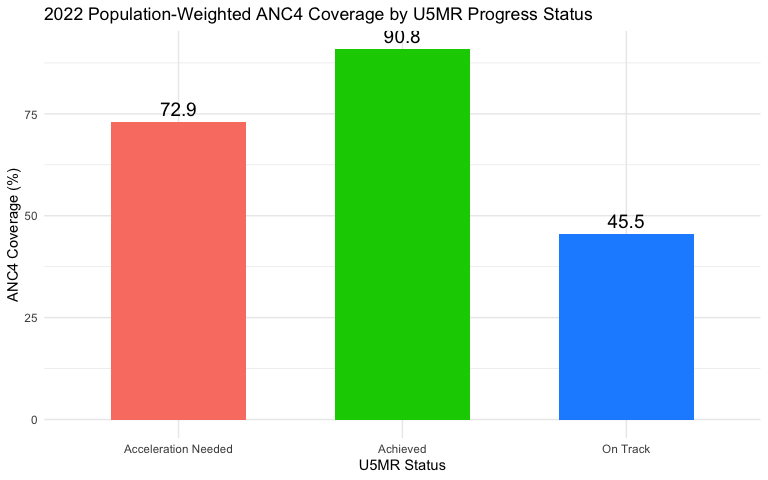 2022 Population-Weighted ANC4 Coverage by U5MR Progress Status
90.8
72.9
45.5
75
50
25
0
ANC4 Coverage (%)
Acceleration Needed
Achieved
On Track
U5MR Status